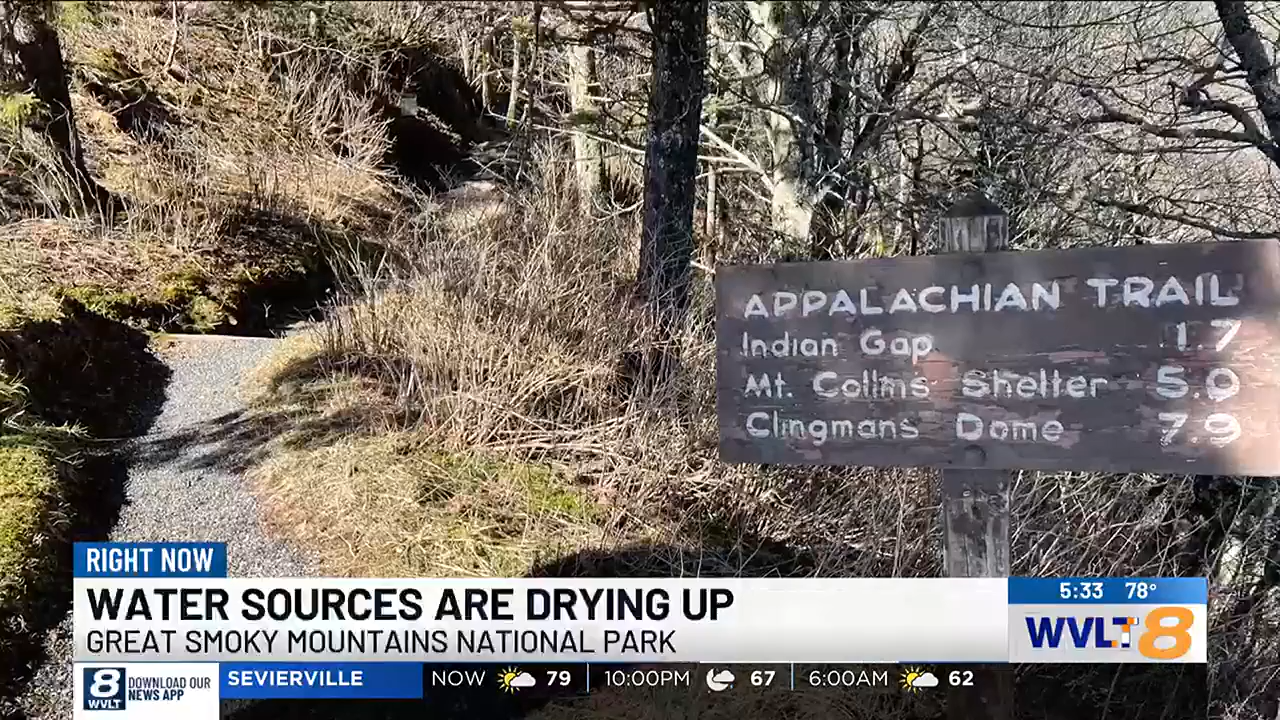 APPALACHIAN TRAIL
Indian Gap 1.7
Mt. Collins Shelter 5.0
Clingmans Dome 7.9
RIGHT NOW
WATER SOURCES ARE DRYING UP
GREAT SMOKY MOUNTAINS NATIONAL PARK
5:33 78°
WVLT 8
8 WVLT DOWNLOAD OUR NEWS APP
SEVIERVILLE NOW 79 10:00PM 67 6:00AM 62